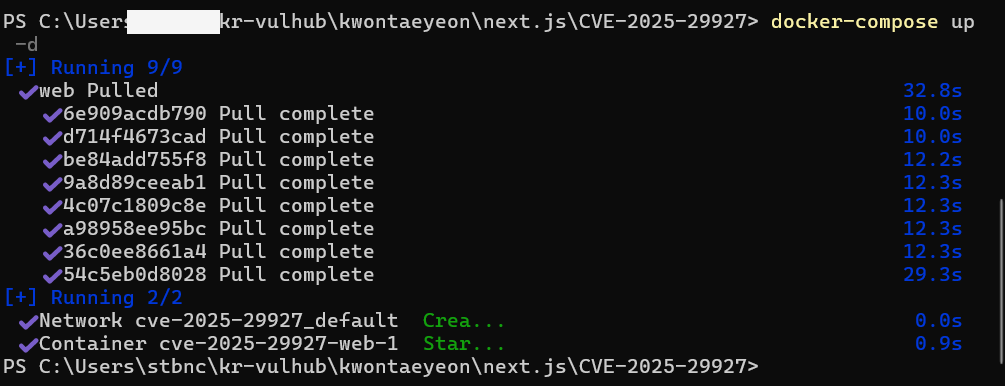 PS C:\Users kr-vulhub\kwontaeyeon\next.js\CVE-2025-29927> docker-compose up
-d
[+] Running 9/9
✔web Pulled 32.8s
✔6e909acdb790 Pull complete 10.0s
✔d714f4673cad Pull complete 10.0s
✔be84add755f8 Pull complete 12.2s
✔9a8d89ceeab1 Pull complete 12.3s
✔4c07c1809c8e Pull complete 12.3s
✔a98958ee95bc Pull complete 12.3s
✔36c0ee8661a4 Pull complete 12.3s
✔54c5eb0d8028 Pull complete 29.3s
[+] Running 2/2
✔Network cve-2025-29927_default Crea... 0.0s
✔Container cve-2025-29927-web-1 Star... 0.9s
PS C:\Users\stbnc\kr-vulhub\kwontaeyeon\next.js\CVE-2025-29927>